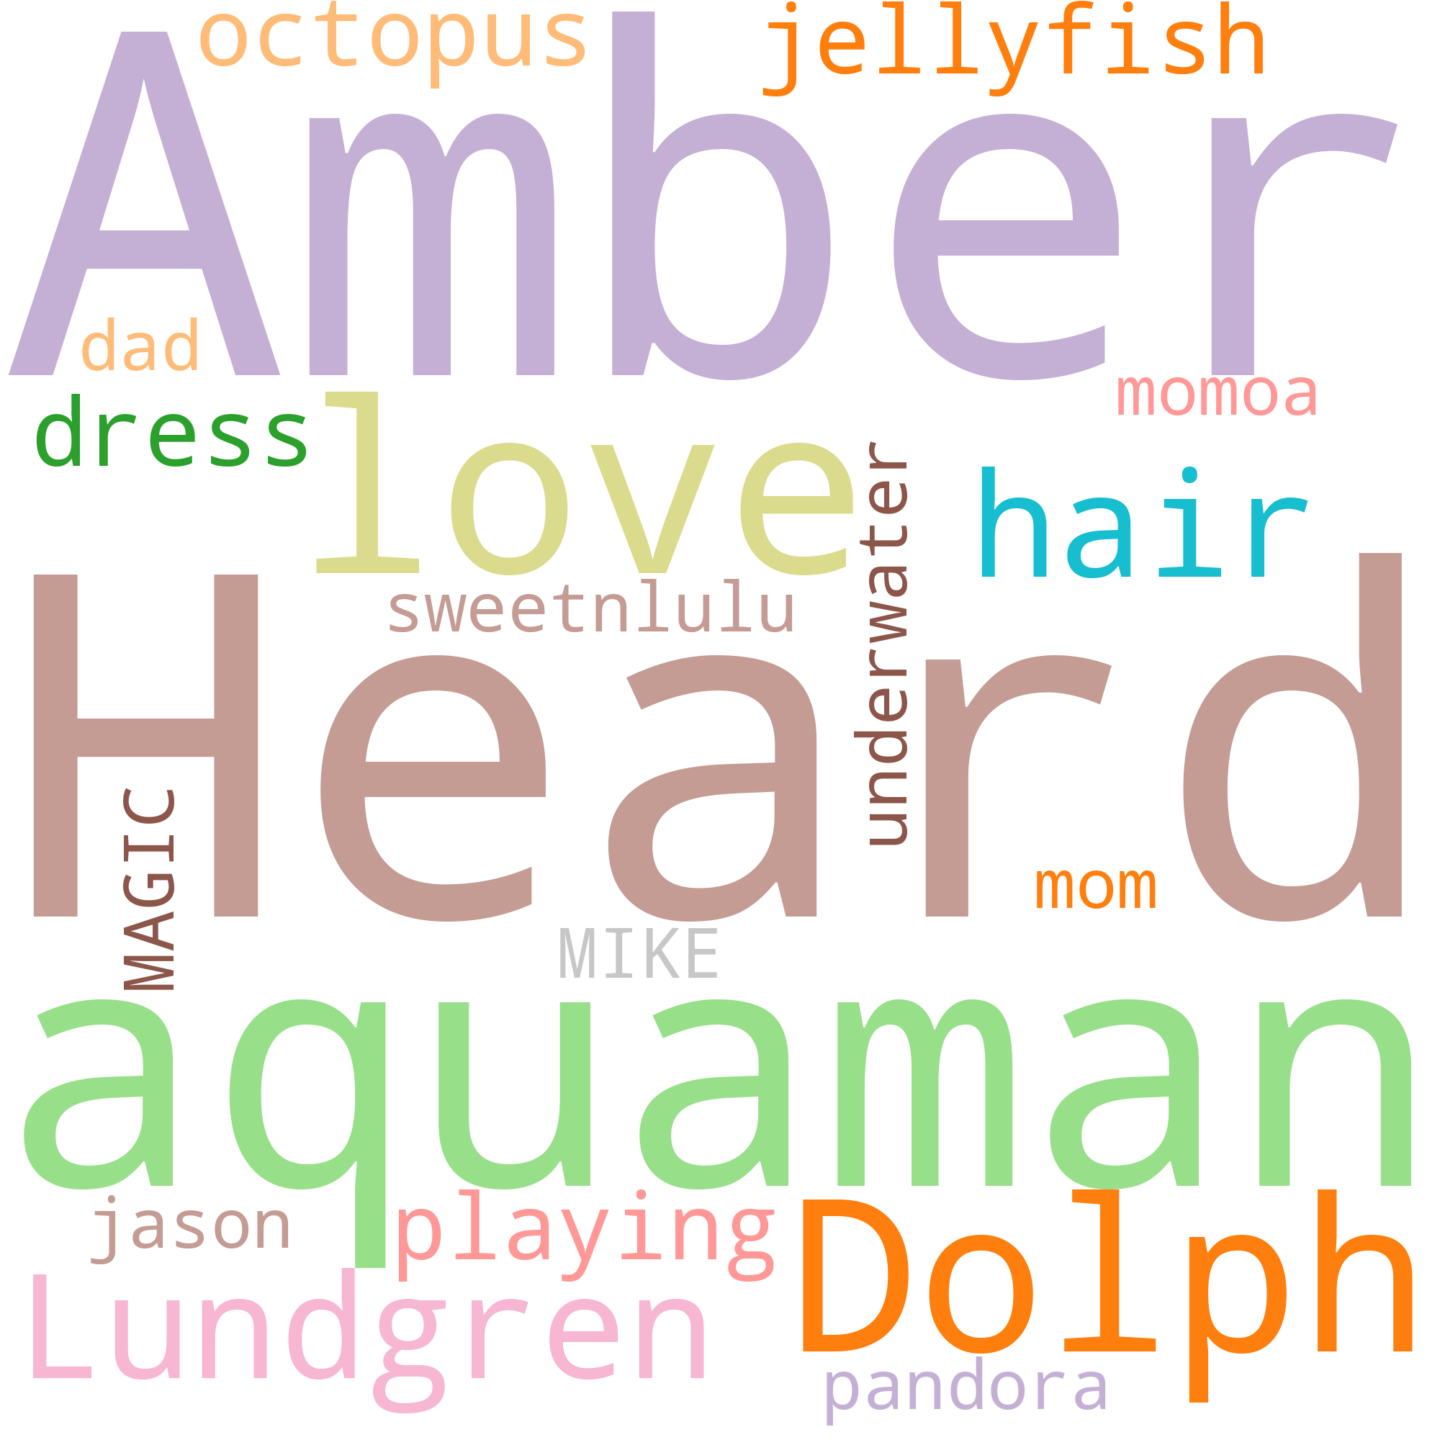 octopus
jellyfish
Amber
dad
momoa
dress
love
underwater
hair
sweetnlulu
Heard
MAGIC
mom
MIKE
aquaman
jason
playing
Dolph
Lundgren
pandora